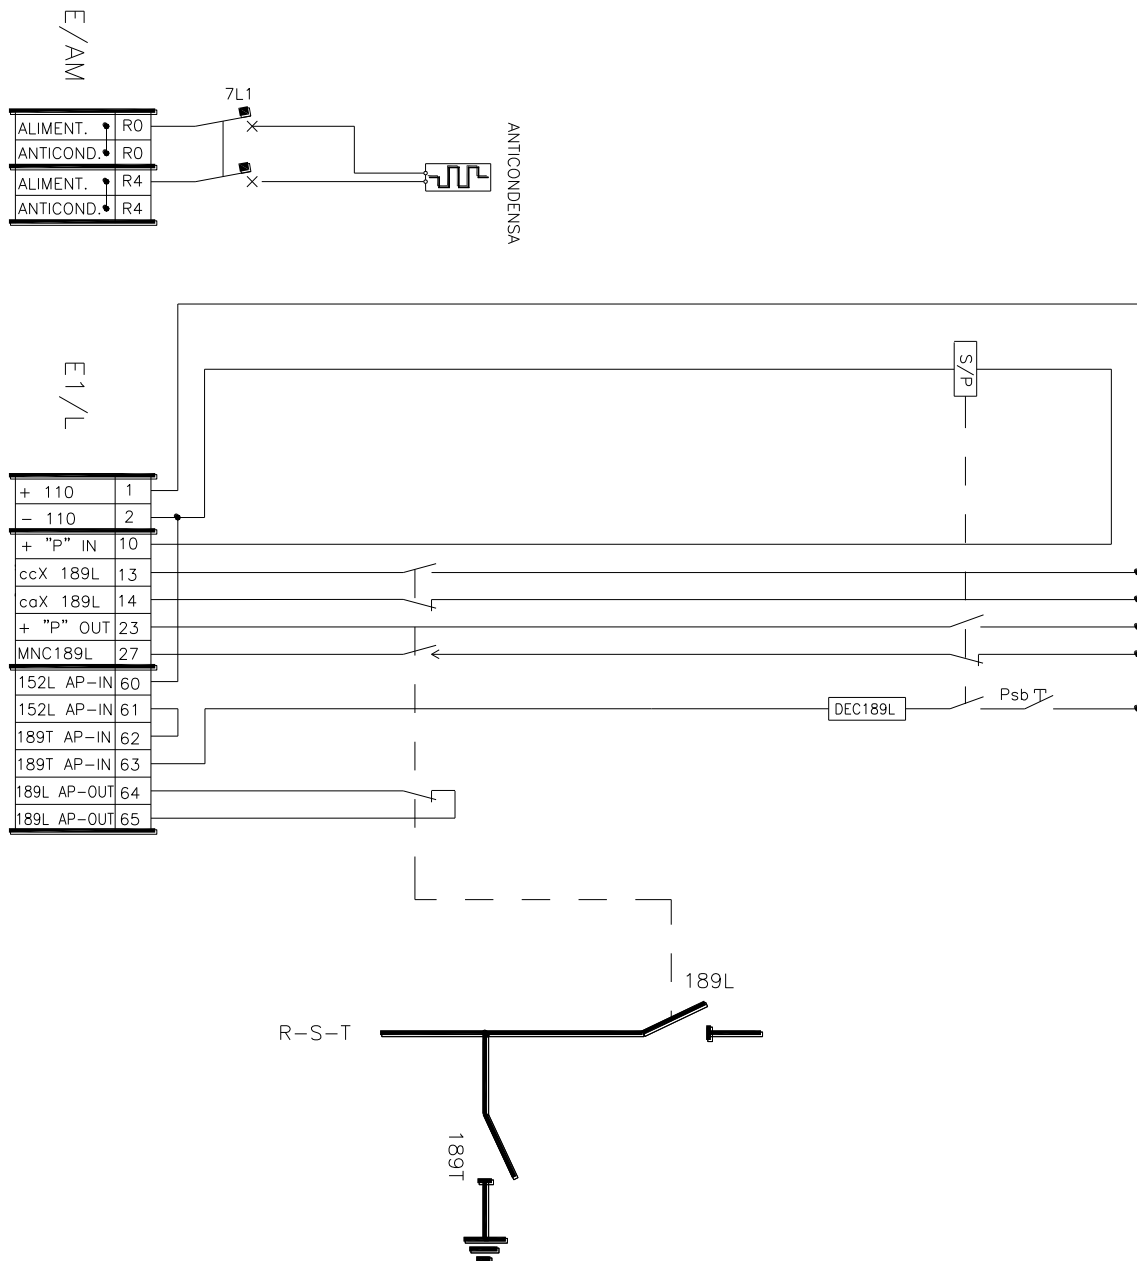 E/AM
7L1
ALIMENT. R0
ANTICOND. R0
ALIMENT. R4
ANTICOND. R4
ANTICONDENSA
E1/L
S/P
+ 110 1
- 110 2
+ "P" IN 10
ccX 189L 13
caX 189L 14
+ "P" OUT 23
MNC189L 27
152L AP-IN 60
152L AP-IN 61
189T AP-IN 62
189T AP-IN 63
189L AP-OUT 64
189L AP-OUT 65
DEC189L
Psb
189L
R-S-T
189T